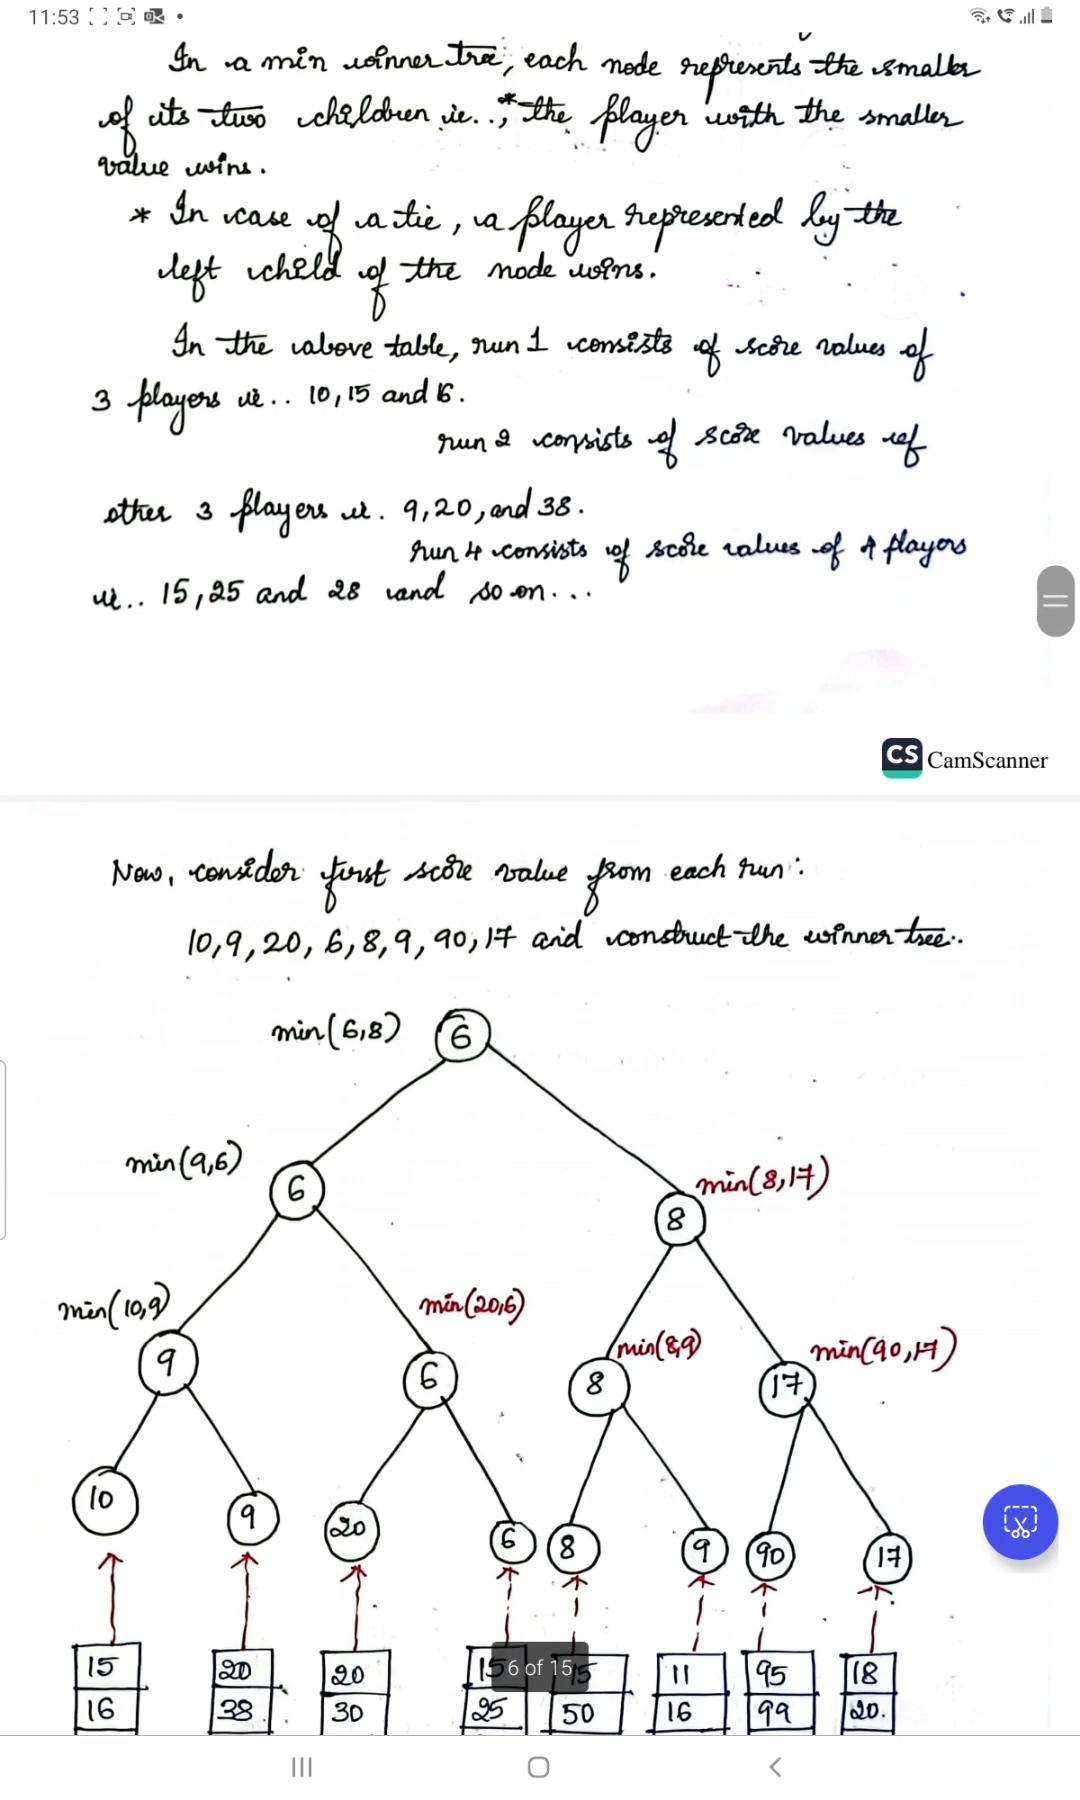 11:53
In a min winner tree, each node represents the smaller
of its two children ie.., * the player with the smaller
value wins.
* In case of a tie, a player represented by the
left child of the node wins.
In the above table, run 1 consists of score values of
3 players ie.. 10, 15 and 16.
run 2 consists of score values of
other 3 players ie. 9, 20, and 38.
run 4 consists of score values of 4 players
ie.. 15, 25 and 28 and so on...
CS CamScanner
Now, consider first score value from each run:
10, 9, 20, 6, 8, 9, 90, 17 and construct the winner tree..
min(6,8) 6
min(9,6) 6 min(8,17) 8
min(10,9) 9 min(20,6) 6 min(8,9) 8 min(90,17) 17
10 9 20 6 8 9 90 17
15 20 20 15 15 11 95 18
6 of 15
16 38 30 25 50 16 99 20.